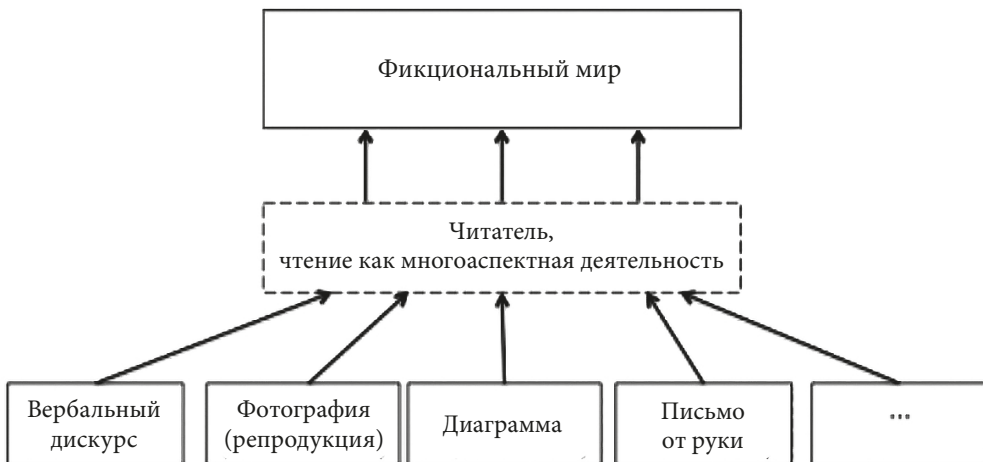 Фикциональный мир
Читатель,
чтение как многоаспектная деятельность
Вербальный
дискурс
Фотография
(репродукция)
Диаграмма
Письмо
от руки
...